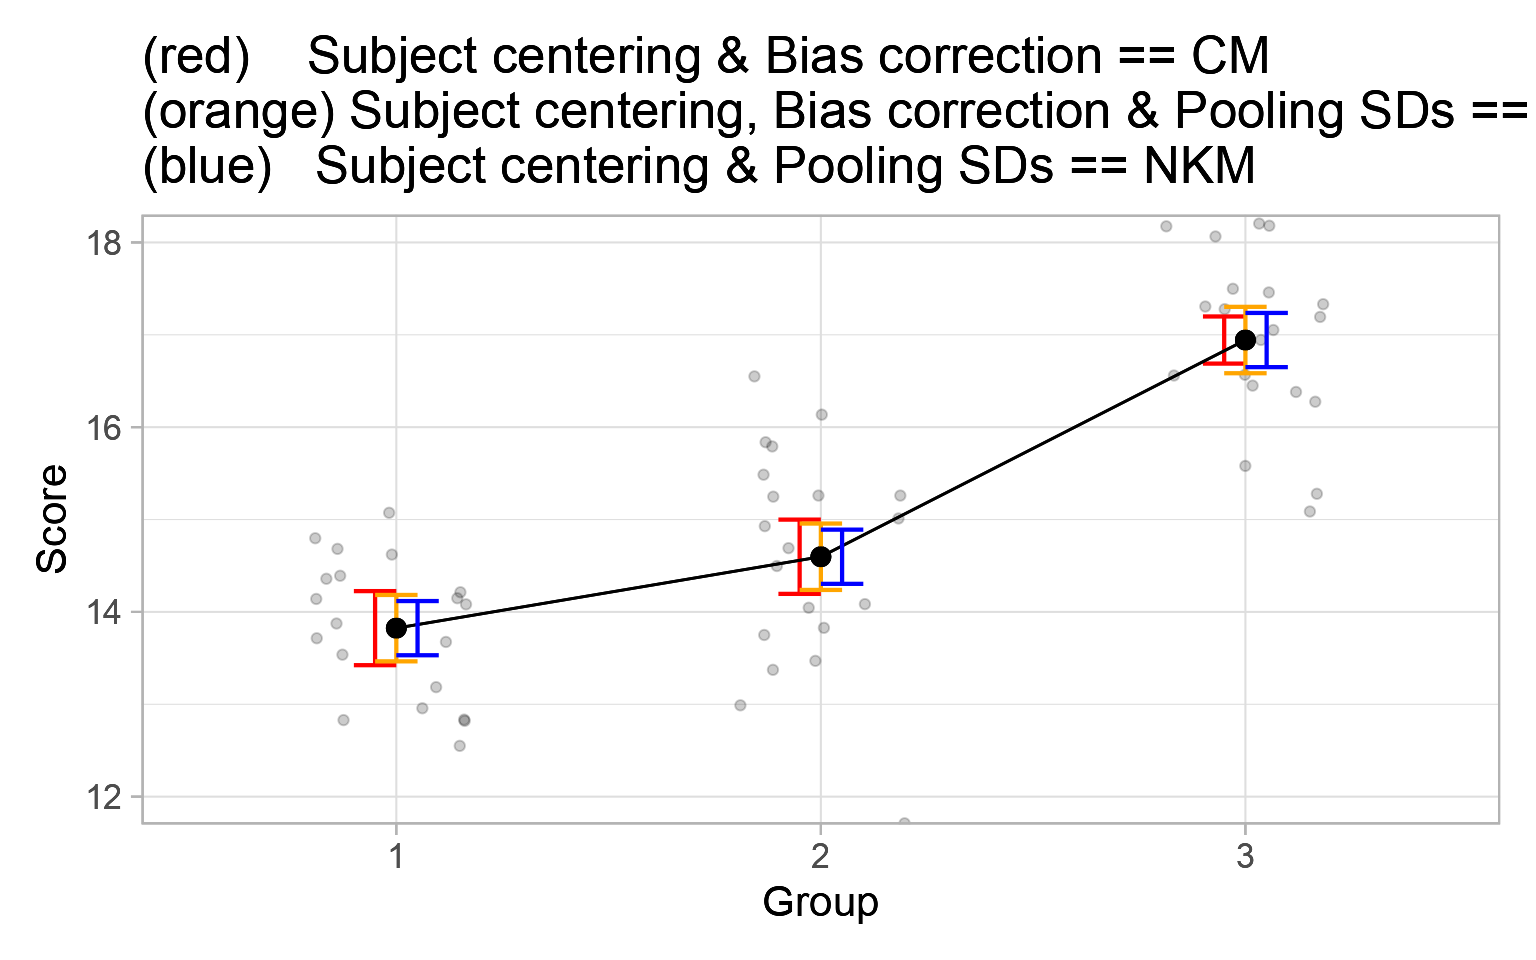 (red)    Subject centering & Bias correction == CM
(orange) Subject centering, Bias correction & Pooling SDs ==
(blue)   Subject centering & Pooling SDs == NKM
18
16
14
12
Score
1 2 3
Group